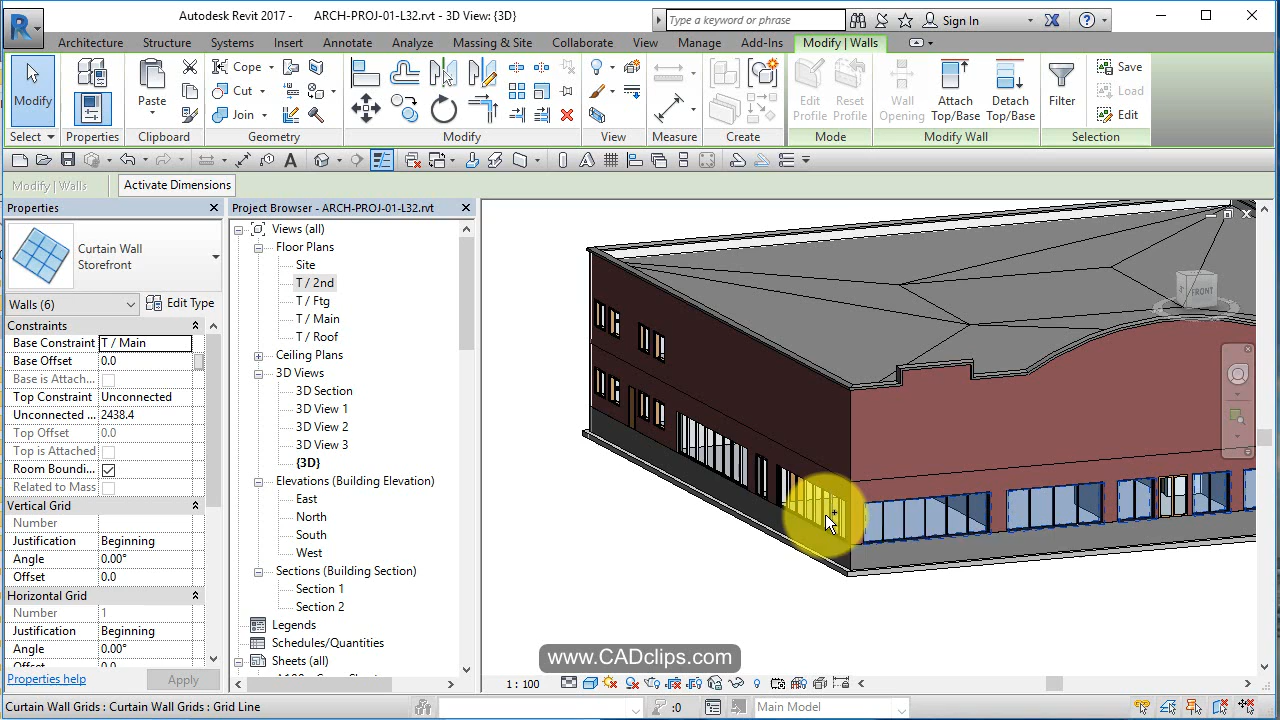 Autodesk Revit 2017 - ARCH-PROJ-01-L32.rvt - 3D View: {3D}
Type a keyword or phrase
Sign In
Architecture Structure Systems Insert Annotate Analyze Massing & Site Collaborate View Manage Add-Ins Modify | Walls
Modify
Paste
Cope
Cut
Join
Edit Profile
Reset Profile
Wall Opening
Attach Top/Base
Detach Top/Base
Filter
Save
Load
Edit
Select Properties Clipboard Geometry Modify View Measure Create Mode Modify Wall Selection
Modify | Walls Activate Dimensions
Properties
Curtain Wall
Storefront
Walls (6) Edit Type
Constraints
Base Constraint T / Main
Base Offset 0.0
Base is Attach...
Top Constraint Unconnected
Unconnected ... 2438.4
Top Offset 0.0
Top is Attached
Room Boundi...
Related to Mass
Vertical Grid
Number
Justification Beginning
Angle 0.00°
Offset 0.0
Horizontal Grid
Number 1
Justification Beginning
Angle 0.00°
Offset 0.0
Properties help Apply
Project Browser - ARCH-PROJ-01-L32.rvt
Views (all)
Floor Plans
Site
T / 2nd
T / Ftg
T / Main
T / Roof
Ceiling Plans
3D Views
3D Section
3D View 1
3D View 2
3D View 3
{3D}
Elevations (Building Elevation)
East
North
South
West
Sections (Building Section)
Section 1
Section 2
Legends
Schedules/Quantities
Sheets (all)
FRONT
www.CADclips.com
1 : 100
Curtain Wall Grids : Curtain Wall Grids : Grid Line
:0
Main Model